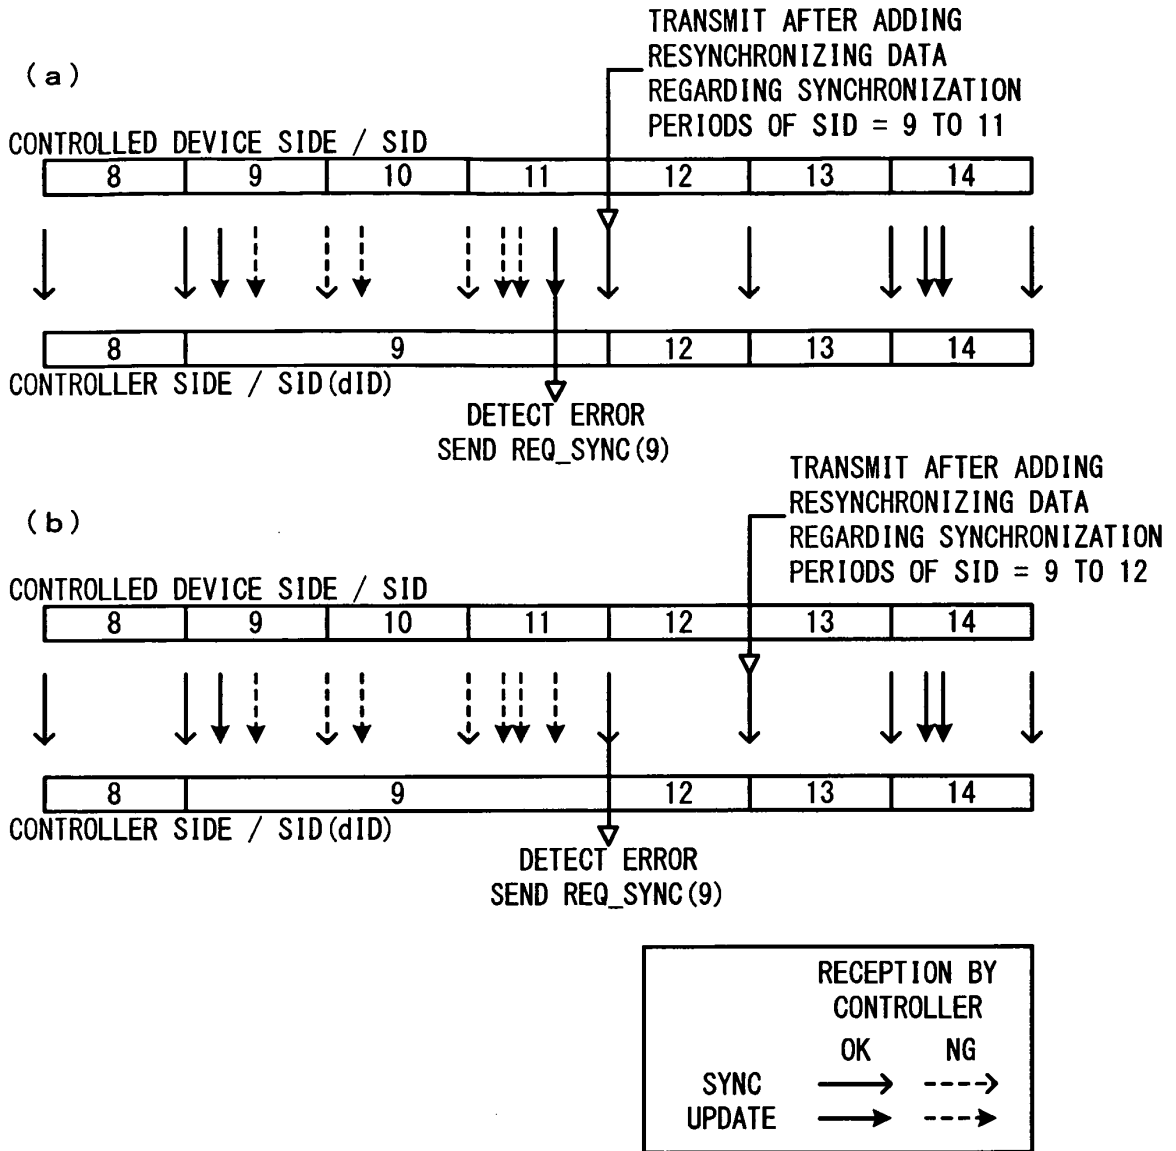 TRANSMIT AFTER ADDING
RESYNCHRONIZING DATA
REGARDING SYNCHRONIZATION
PERIODS OF SID = 9 TO 11
(a)
CONTROLLED DEVICE SIDE / SID
8 9 10 11 12 13 14
8 9 12 13 14
CONTROLLER SIDE / SID(dID)
DETECT ERROR
SEND REQ_SYNC(9)
TRANSMIT AFTER ADDING
RESYNCHRONIZING DATA
REGARDING SYNCHRONIZATION
PERIODS OF SID = 9 TO 12
(b)
CONTROLLED DEVICE SIDE / SID
8 9 10 11 12 13 14
8 9 12 13 14
CONTROLLER SIDE / SID(dID)
DETECT ERROR
SEND REQ_SYNC(9)
RECEPTION BY
CONTROLLER
OK NG
SYNC
UPDATE